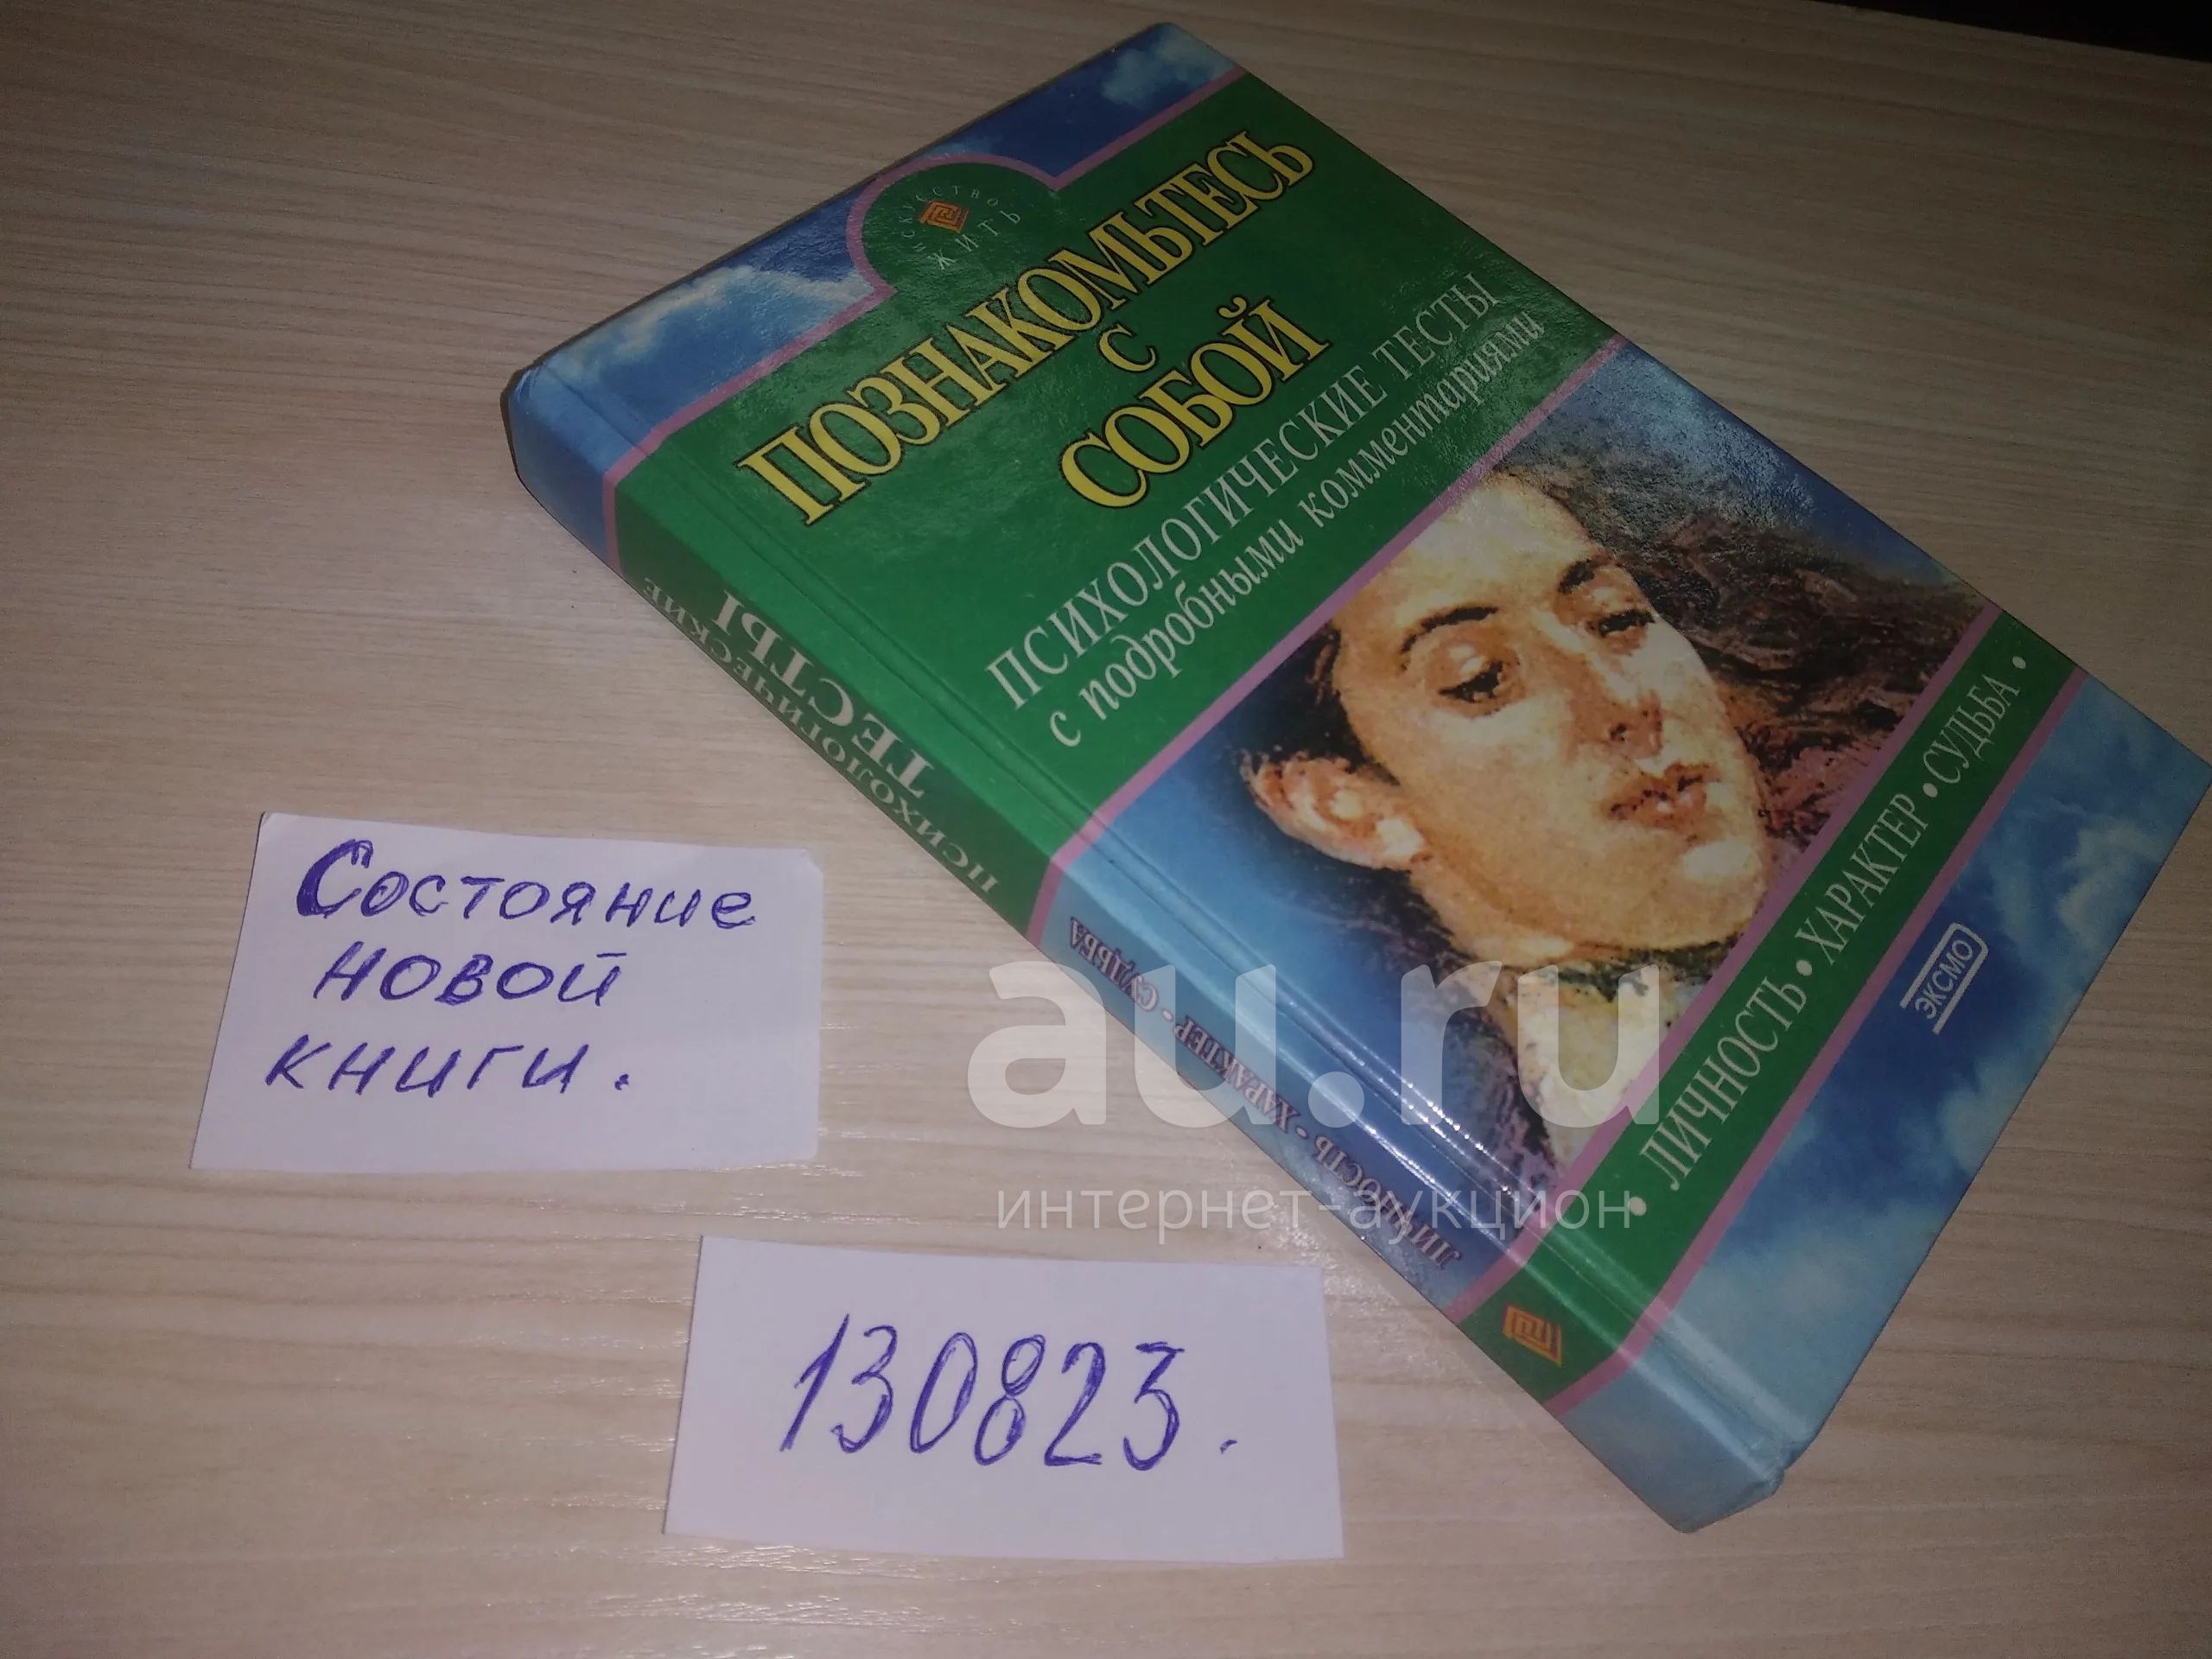 ИСКУССТВО
ЖИТЬ
ПОЗНАКОМЬТЕСЬ
С
СОБОЙ
ПСИХОЛОГИЧЕСКИЕ ТЕСТЫ
с подробными комментариями
• ЛИЧНОСТЬ • ХАРАКТЕР • СУДЬБА •
ЭКСМО
ПСИХОЛОГИЧЕСКИЕ
ТЕСТЫ
ЛИЧНОСТЬ • ХАРАКТЕР • СУДЬБА
Состояние
новой
книги.
130823.
au.ru
интернет-аукцион